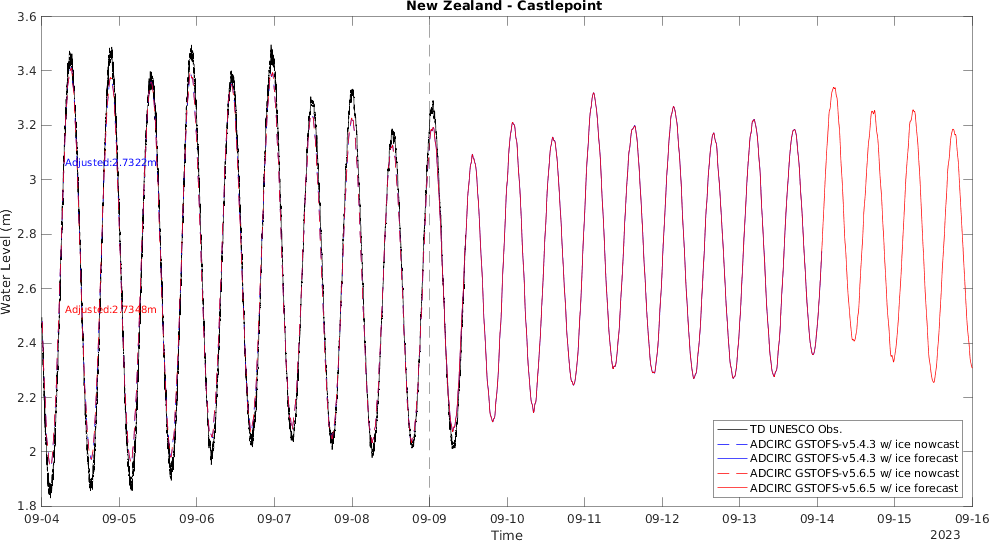 New Zealand - Castlepoint
3.6
3.4
3.2
3
2.8
2.6
2.4
2.2
2
1.8
Water Level (m)
Adjusted:2.7322m
Adjusted:2.7348m
TD UNESCO Obs.
ADCIRC GSTOFS-v5.4.3 w/ ice nowcast
ADCIRC GSTOFS-v5.4.3 w/ ice forecast
ADCIRC GSTOFS-v5.6.5 w/ ice nowcast
ADCIRC GSTOFS-v5.6.5 w/ ice forecast
09-04 09-05 09-06 09-07 09-08 09-09 09-10 09-11 09-12 09-13 09-14 09-15 09-16
Time
2023